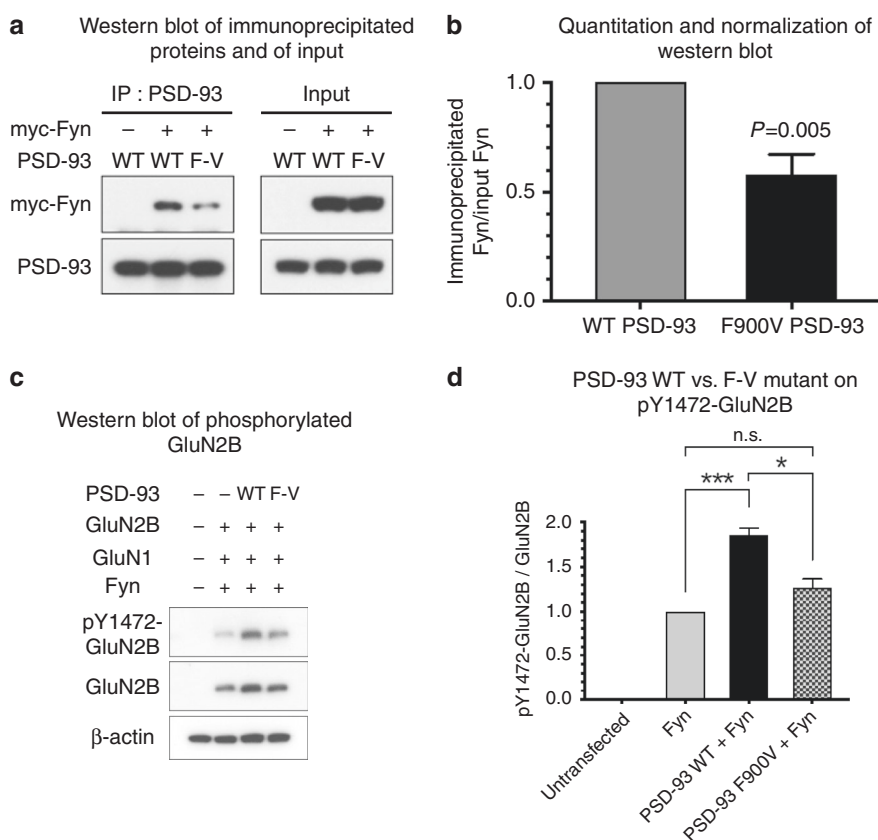 a
Western blot of immunoprecipitated
proteins and of input
IP : PSD-93
Input
myc-Fyn – + + – + +
PSD-93 WT WT F-V WT WT F-V
myc-Fyn
PSD-93
b
Quantitation and normalization of
western blot
Immunoprecipitated
Fyn/input Fyn
1.0
0.5
0.0
P=0.005
WT PSD-93
F900V PSD-93
c
Western blot of phosphorylated
GluN2B
PSD-93 – – WT F-V
GluN2B – + + +
GluN1 – + + +
Fyn – + + +
pY1472-
GluN2B
GluN2B
β-actin
d
PSD-93 WT vs. F-V mutant on
pY1472-GluN2B
n.s.
*** *
pY1472-GluN2B / GluN2B
2.0
1.5
1.0
0.5
0.0
Untransfected
Fyn
PSD-93 WT + Fyn
PSD-93 F900V + Fyn